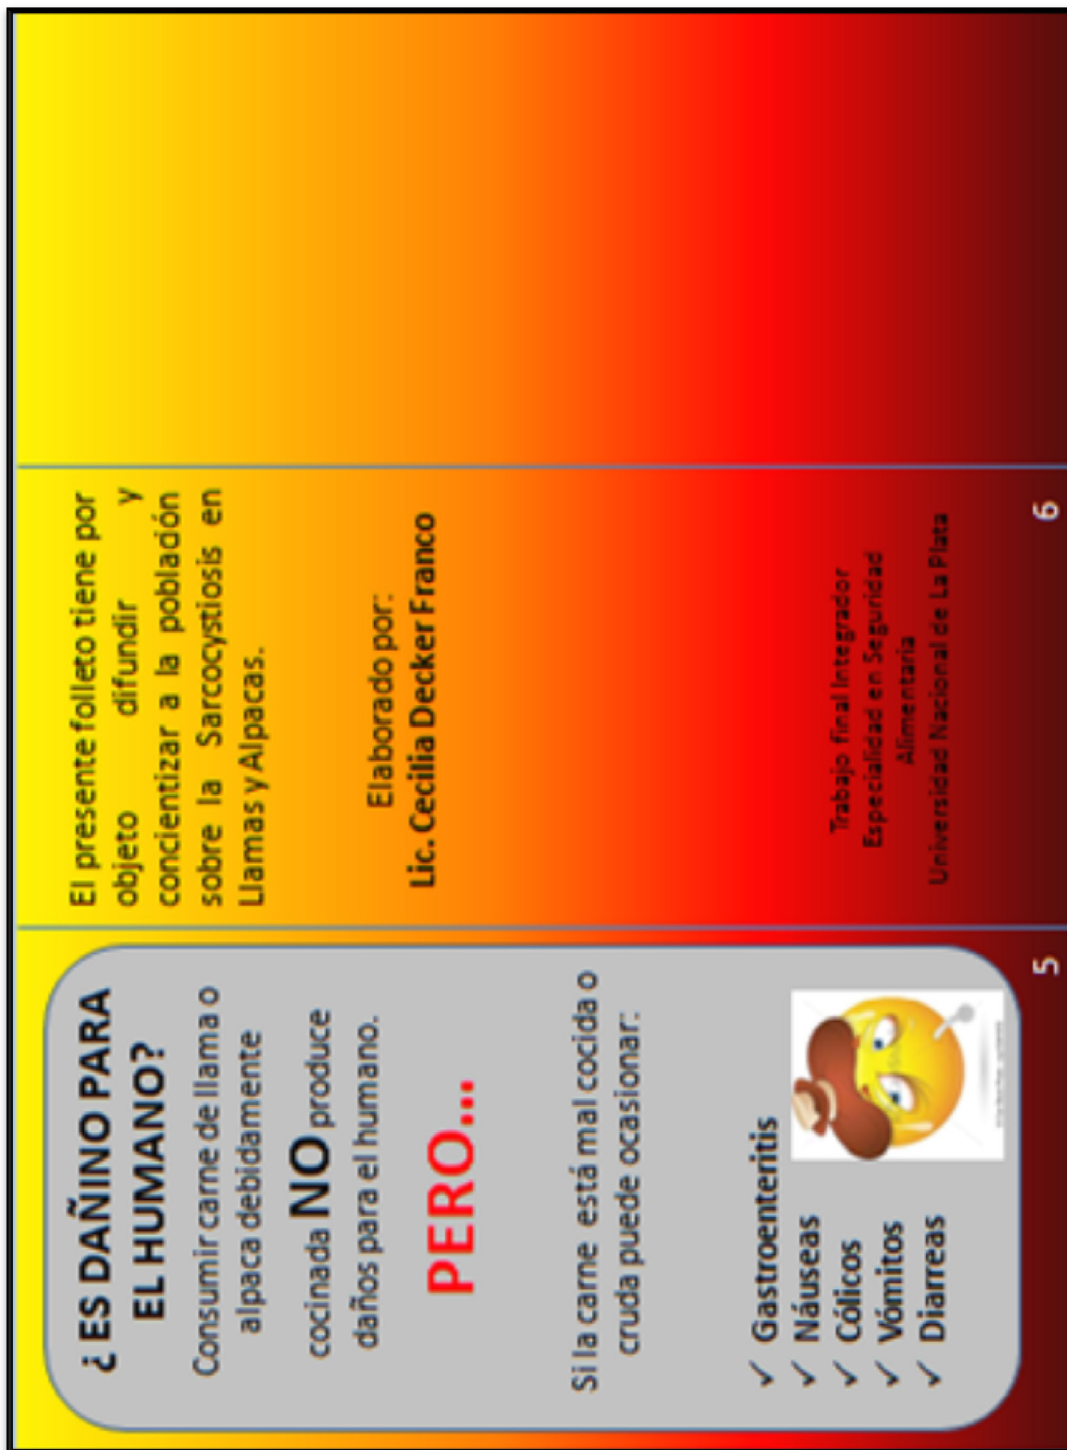 ¿ ES DAÑINO PARA
EL HUMANO?
Consumir carne de llama o
alpaca debidamente
cocinada NO produce
daños para el humano.
PERO...
Si la carne está mal cocida o
cruda puede ocasionar:
✓ Gastroenteritis
✓ Náuseas
✓ Cólicos
✓ Vómitos
✓ Diarreas
5
El presente folleto tiene por
objeto difundir y
concientizar a la población
sobre la Sarcocystiosis en
Llamas y Alpacas.
Elaborado por:
Lic. Cecilia Decker Franco
Trabajo final Integrador
Especialidad en Seguridad
Alimentaria
Universidad Nacional de La Plata
6